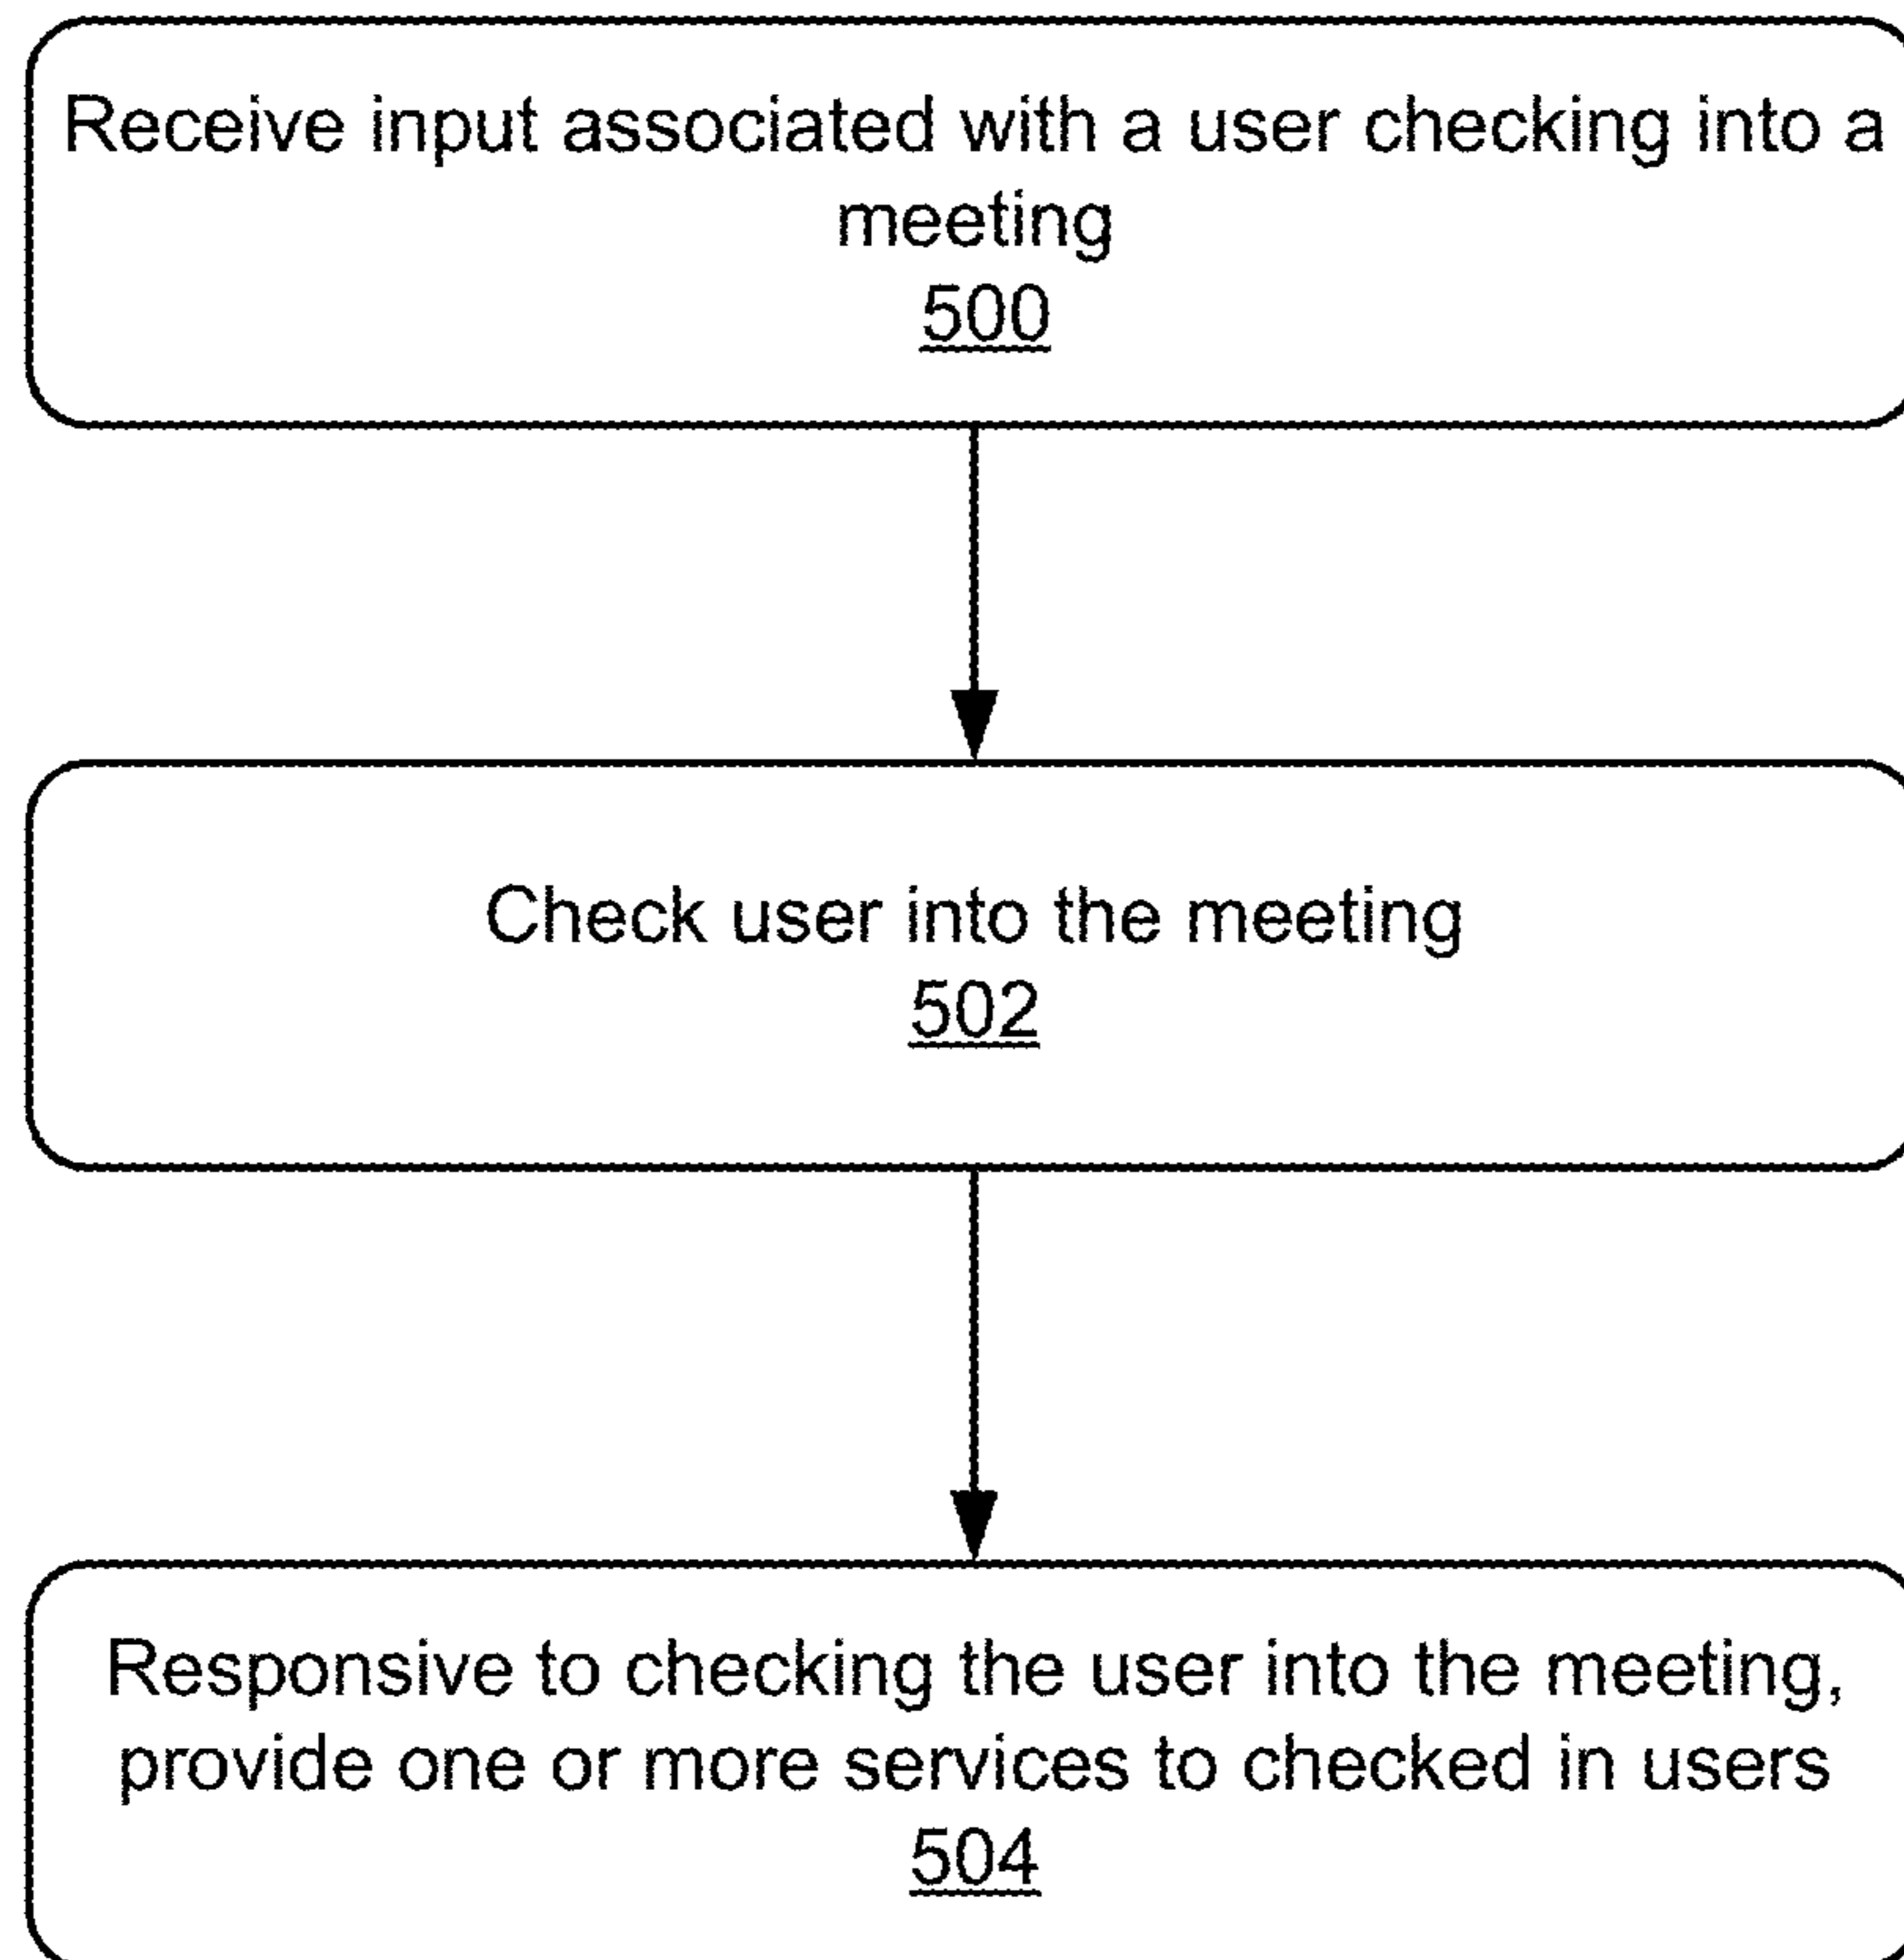 Receive input associated with a user checking into a
meeting
500
Check user into the meeting
502
Responsive to checking the user into the meeting,
provide one or more services to checked in users
504